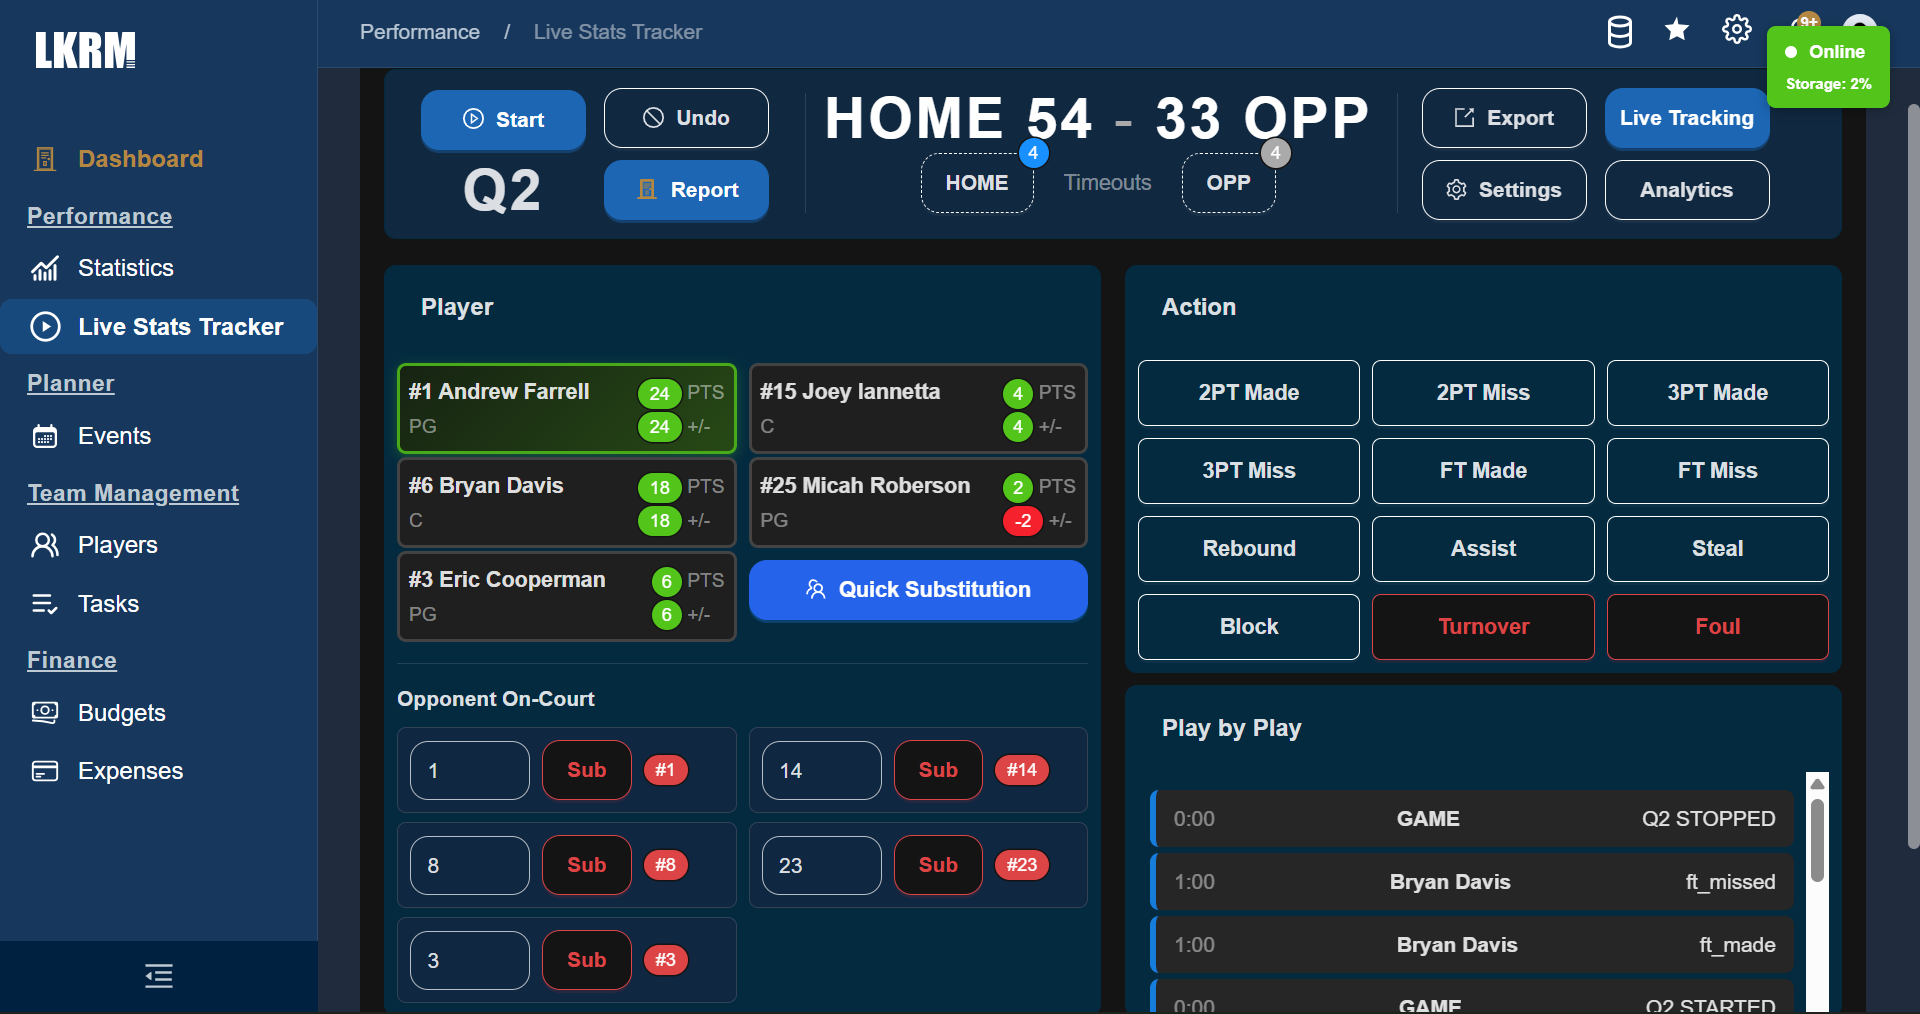 LKRM
Dashboard
Performance
Statistics
Live Stats Tracker
Planner
Events
Team Management
Players
Tasks
Finance
Budgets
Expenses
Performance / Live Stats Tracker
9+
Online
Storage: 2%
Start
Undo
Q2
Report
HOME 54 - 33 OPP
HOME 4
Timeouts
OPP 4
Export
Live Tracking
Settings
Analytics
Player
#1 Andrew Farrell 24 PTS
PG 24 +/-
#15 Joey Iannetta 4 PTS
C 4 +/-
#6 Bryan Davis 18 PTS
C 18 +/-
#25 Micah Roberson 2 PTS
PG -2 +/-
#3 Eric Cooperman 6 PTS
PG 6 +/-
Quick Substitution
Opponent On-Court
1 Sub #1
14 Sub #14
8 Sub #8
23 Sub #23
3 Sub #3
Action
2PT Made
2PT Miss
3PT Made
3PT Miss
FT Made
FT Miss
Rebound
Assist
Steal
Block
Turnover
Foul
Play by Play
0:00 GAME Q2 STOPPED
1:00 Bryan Davis ft_missed
1:00 Bryan Davis ft_made
0:00 GAME Q2 STARTED